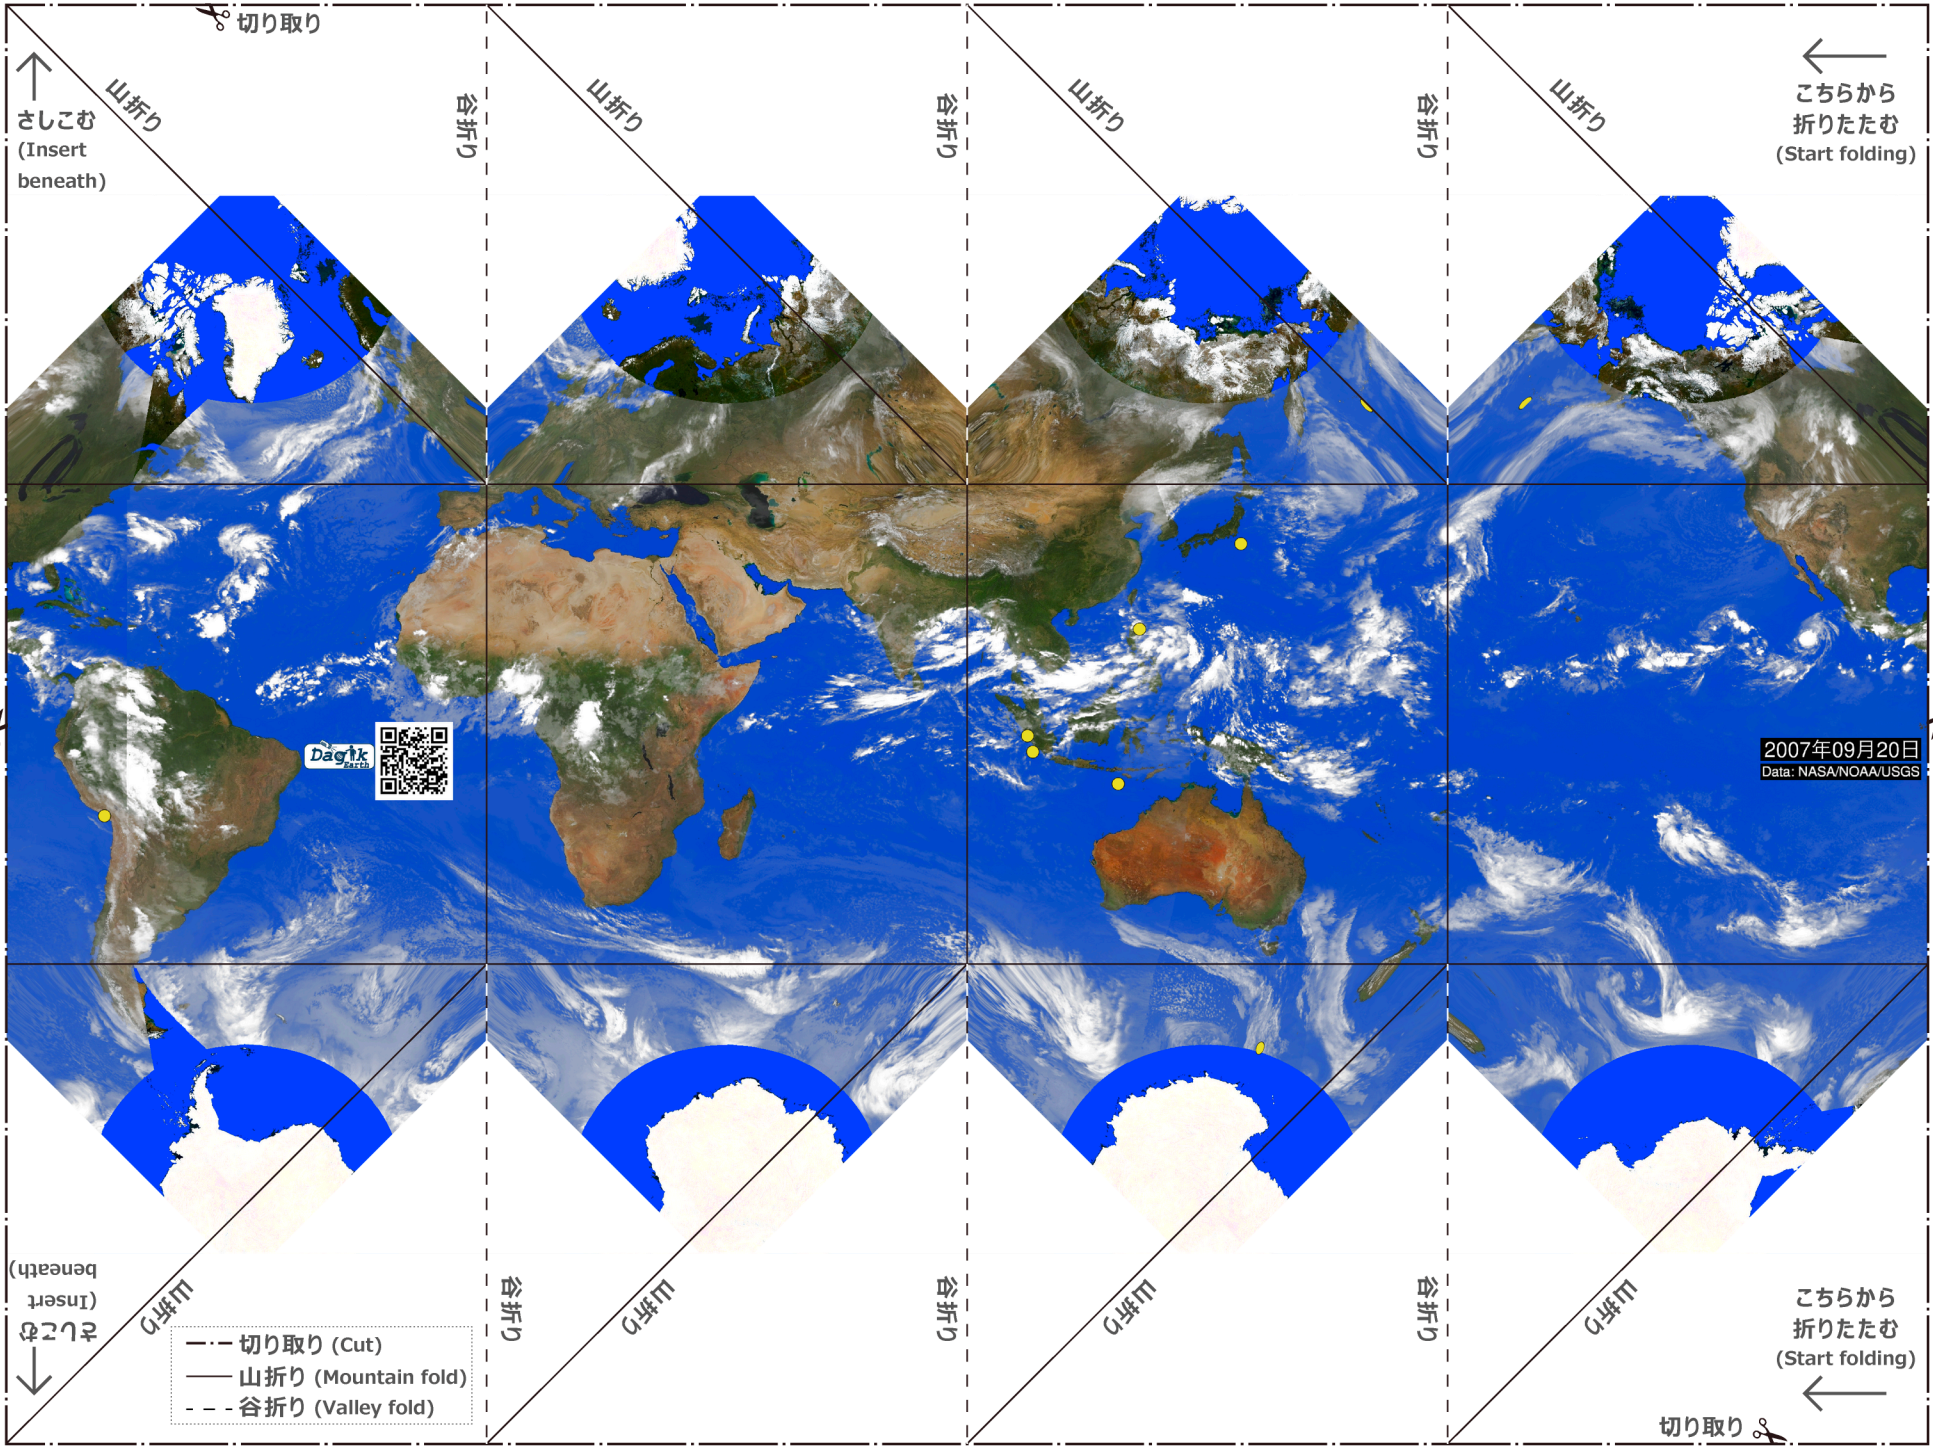 切り取り
山折り
谷折り
山折り
谷折り
山折り
谷折り
山折り
さしこむ
(Insert
beneath)
こちらから
折りたたむ
(Start folding)
Dagik
Earth
2007年09月20日
Data: NASA/NOAA/USGS
さしこむ
(Insert
beneath)
山折り
谷折り
山折り
谷折り
山折り
谷折り
山折り
こちらから
折りたたむ
(Start folding)
切り取り (Cut)
山折り (Mountain fold)
谷折り (Valley fold)
切り取り